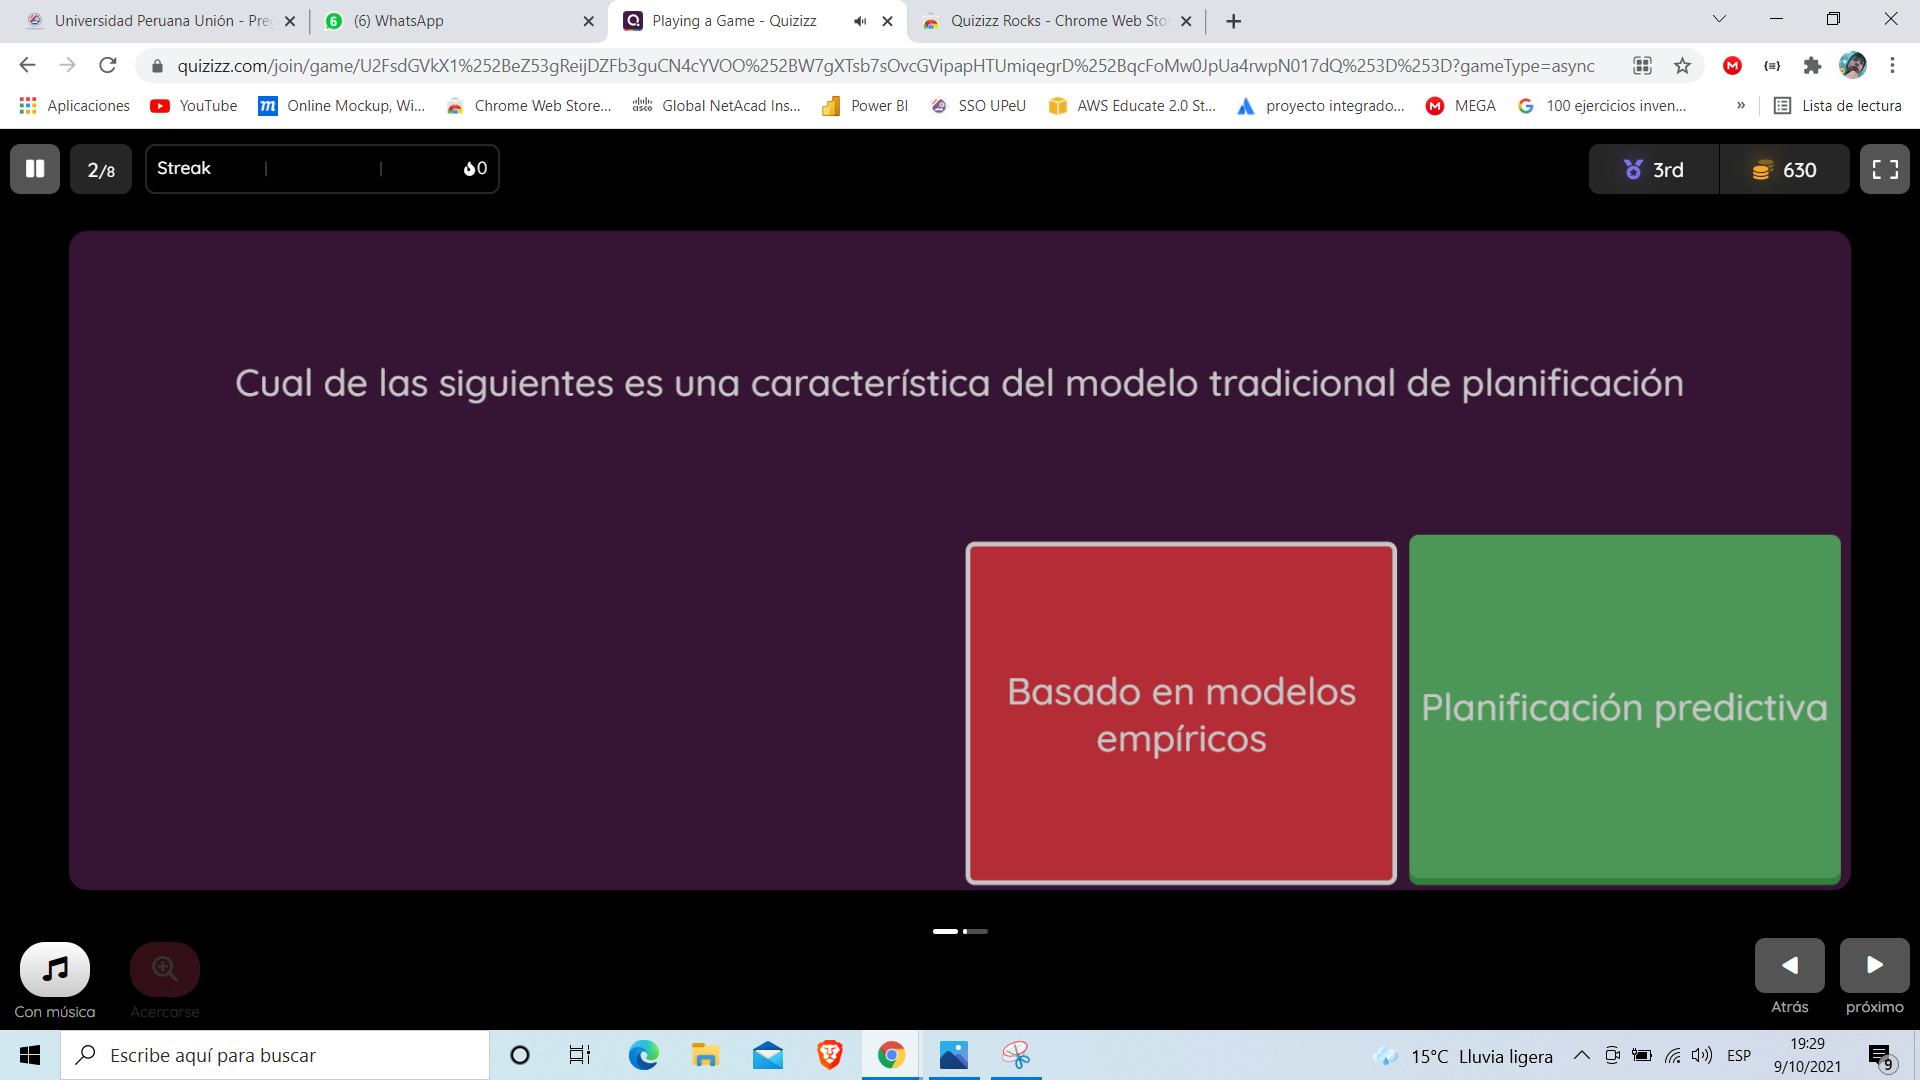 Universidad Peruana Unión - Pre
(6) WhatsApp
Playing a Game - Quizizz
Quizizz Rocks - Chrome Web Sto
quizizz.com/join/game/U2FsdGVkX1%252BeZ53gReijDZFb3guCN4cYVOO%252BW7gXTsb7sOvcGVipapHTUmiqegrD%252BqcFoMw0JpUa4rwpN017dQ%253D%253D?gameType=async
Aplicaciones
YouTube
Online Mockup, Wi...
Chrome Web Store...
Global NetAcad Ins...
Power BI
SSO UPeU
AWS Educate 2.0 St...
proyecto integrado...
MEGA
100 ejercicios inven...
»
Lista de lectura
2/8
Streak
0
3rd
630
Cual de las siguientes es una característica del modelo tradicional de planificación
Basado en modelos
empíricos
Planificación predictiva
Con música
Acercarse
Atrás
próximo
Escribe aquí para buscar
15°C Lluvia ligera
ESP
19:29
9/10/2021
9